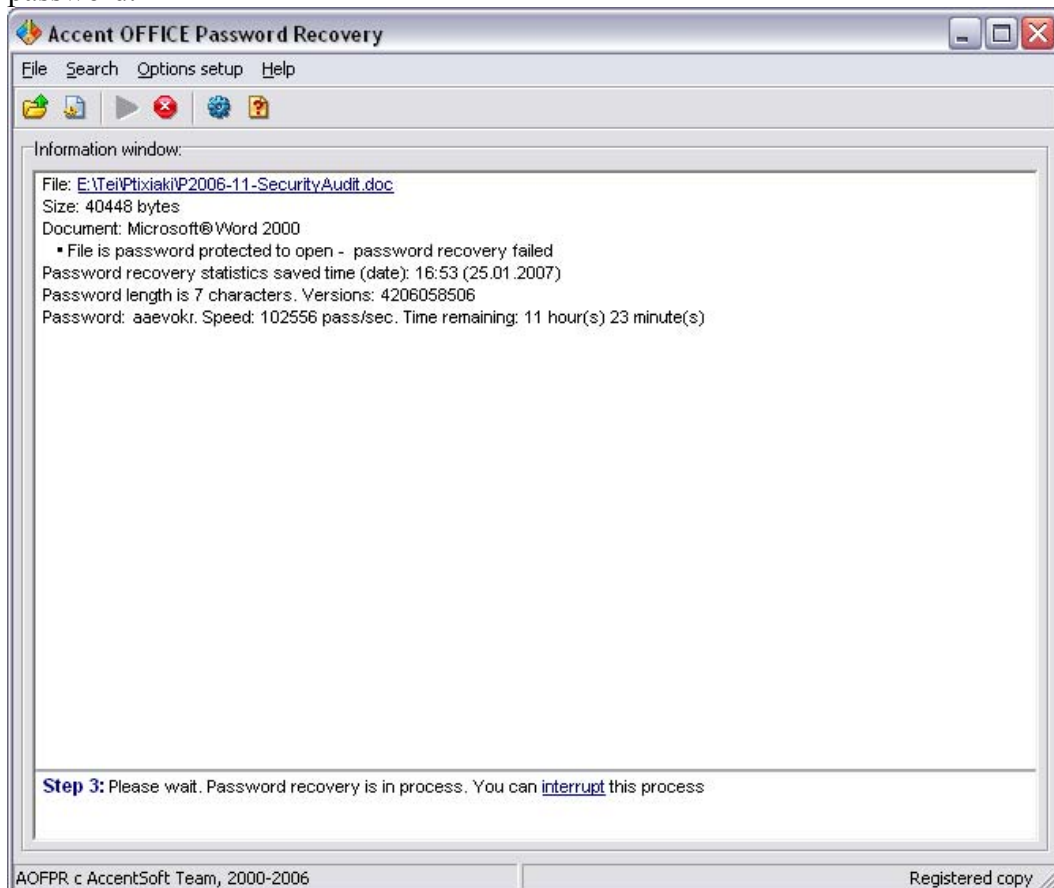 password.
Accent OFFICE Password Recovery
File Search Options setup Help
Information window:
File: E:\Tei\Ptixiaki\P2006-11-SecurityAudit.doc
Size: 40448 bytes
Document: Microsoft® Word 2000
▪ File is password protected to open - password recovery failed
Password recovery statistics saved time (date): 16:53 (25.01.2007)
Password length is 7 characters. Versions: 4206058506
Password: aaevokr. Speed: 102556 pass/sec. Time remaining: 11 hour(s) 23 minute(s)
Step 3: Please wait. Password recovery is in process. You can interrupt this process
AOFPR c AccentSoft Team, 2000-2006 Registered copy